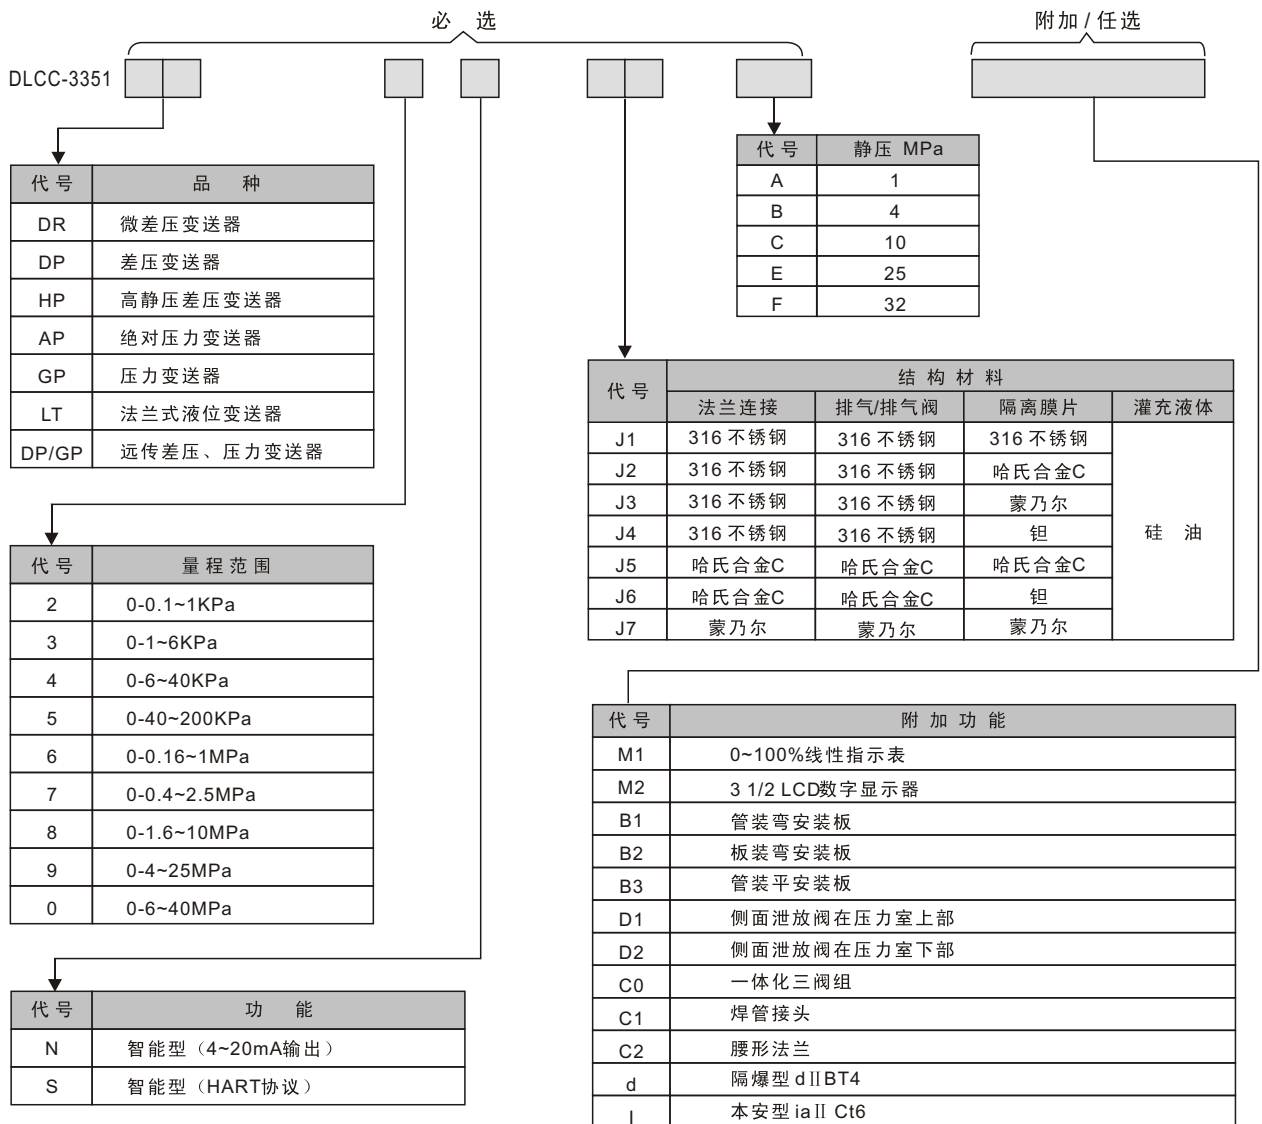 必 选
附加 / 任选
DLCC-3351
代 号 品 种
DR 微差压变送器
DP 差压变送器
HP 高静压差压变送器
AP 绝对压力变送器
GP 压力变送器
LT 法兰式液位变送器
DP/GP 远传差压、压力变送器
代 号 量 程 范 围
2 0-0.1~1KPa
3 0-1~6KPa
4 0-6~40KPa
5 0-40~200KPa
6 0-0.16~1MPa
7 0-0.4~2.5MPa
8 0-1.6~10MPa
9 0-4~25MPa
0 0-6~40MPa
代 号 功 能
N 智能型（4~20mA输出）
S 智能型（HART协议）
代 号 静压 MPa
A 1
B 4
C 10
E 25
F 32
代 号 结 构 材 料
法兰连接 排气/排气阀 隔离膜片 灌充液体
J1 316 不锈钢 316 不锈钢 316 不锈钢
J2 316 不锈钢 316 不锈钢 哈氏合金C
J3 316 不锈钢 316 不锈钢 蒙乃尔
J4 316 不锈钢 316 不锈钢 钽 硅 油
J5 哈氏合金C 哈氏合金C 哈氏合金C
J6 哈氏合金C 哈氏合金C 钽
J7 蒙乃尔 蒙乃尔 蒙乃尔
代 号 附 加 功 能
M1 0~100%线性指示表
M2 3 1/2 LCD数字显示器
B1 管装弯安装板
B2 板装弯安装板
B3 管装平安装板
D1 侧面泄放阀在压力室上部
D2 侧面泄放阀在压力室下部
C0 一体化三阀组
C1 焊管接头
C2 腰形法兰
d 隔爆型 dⅡBT4
I 本安型 iaⅡ Ct6